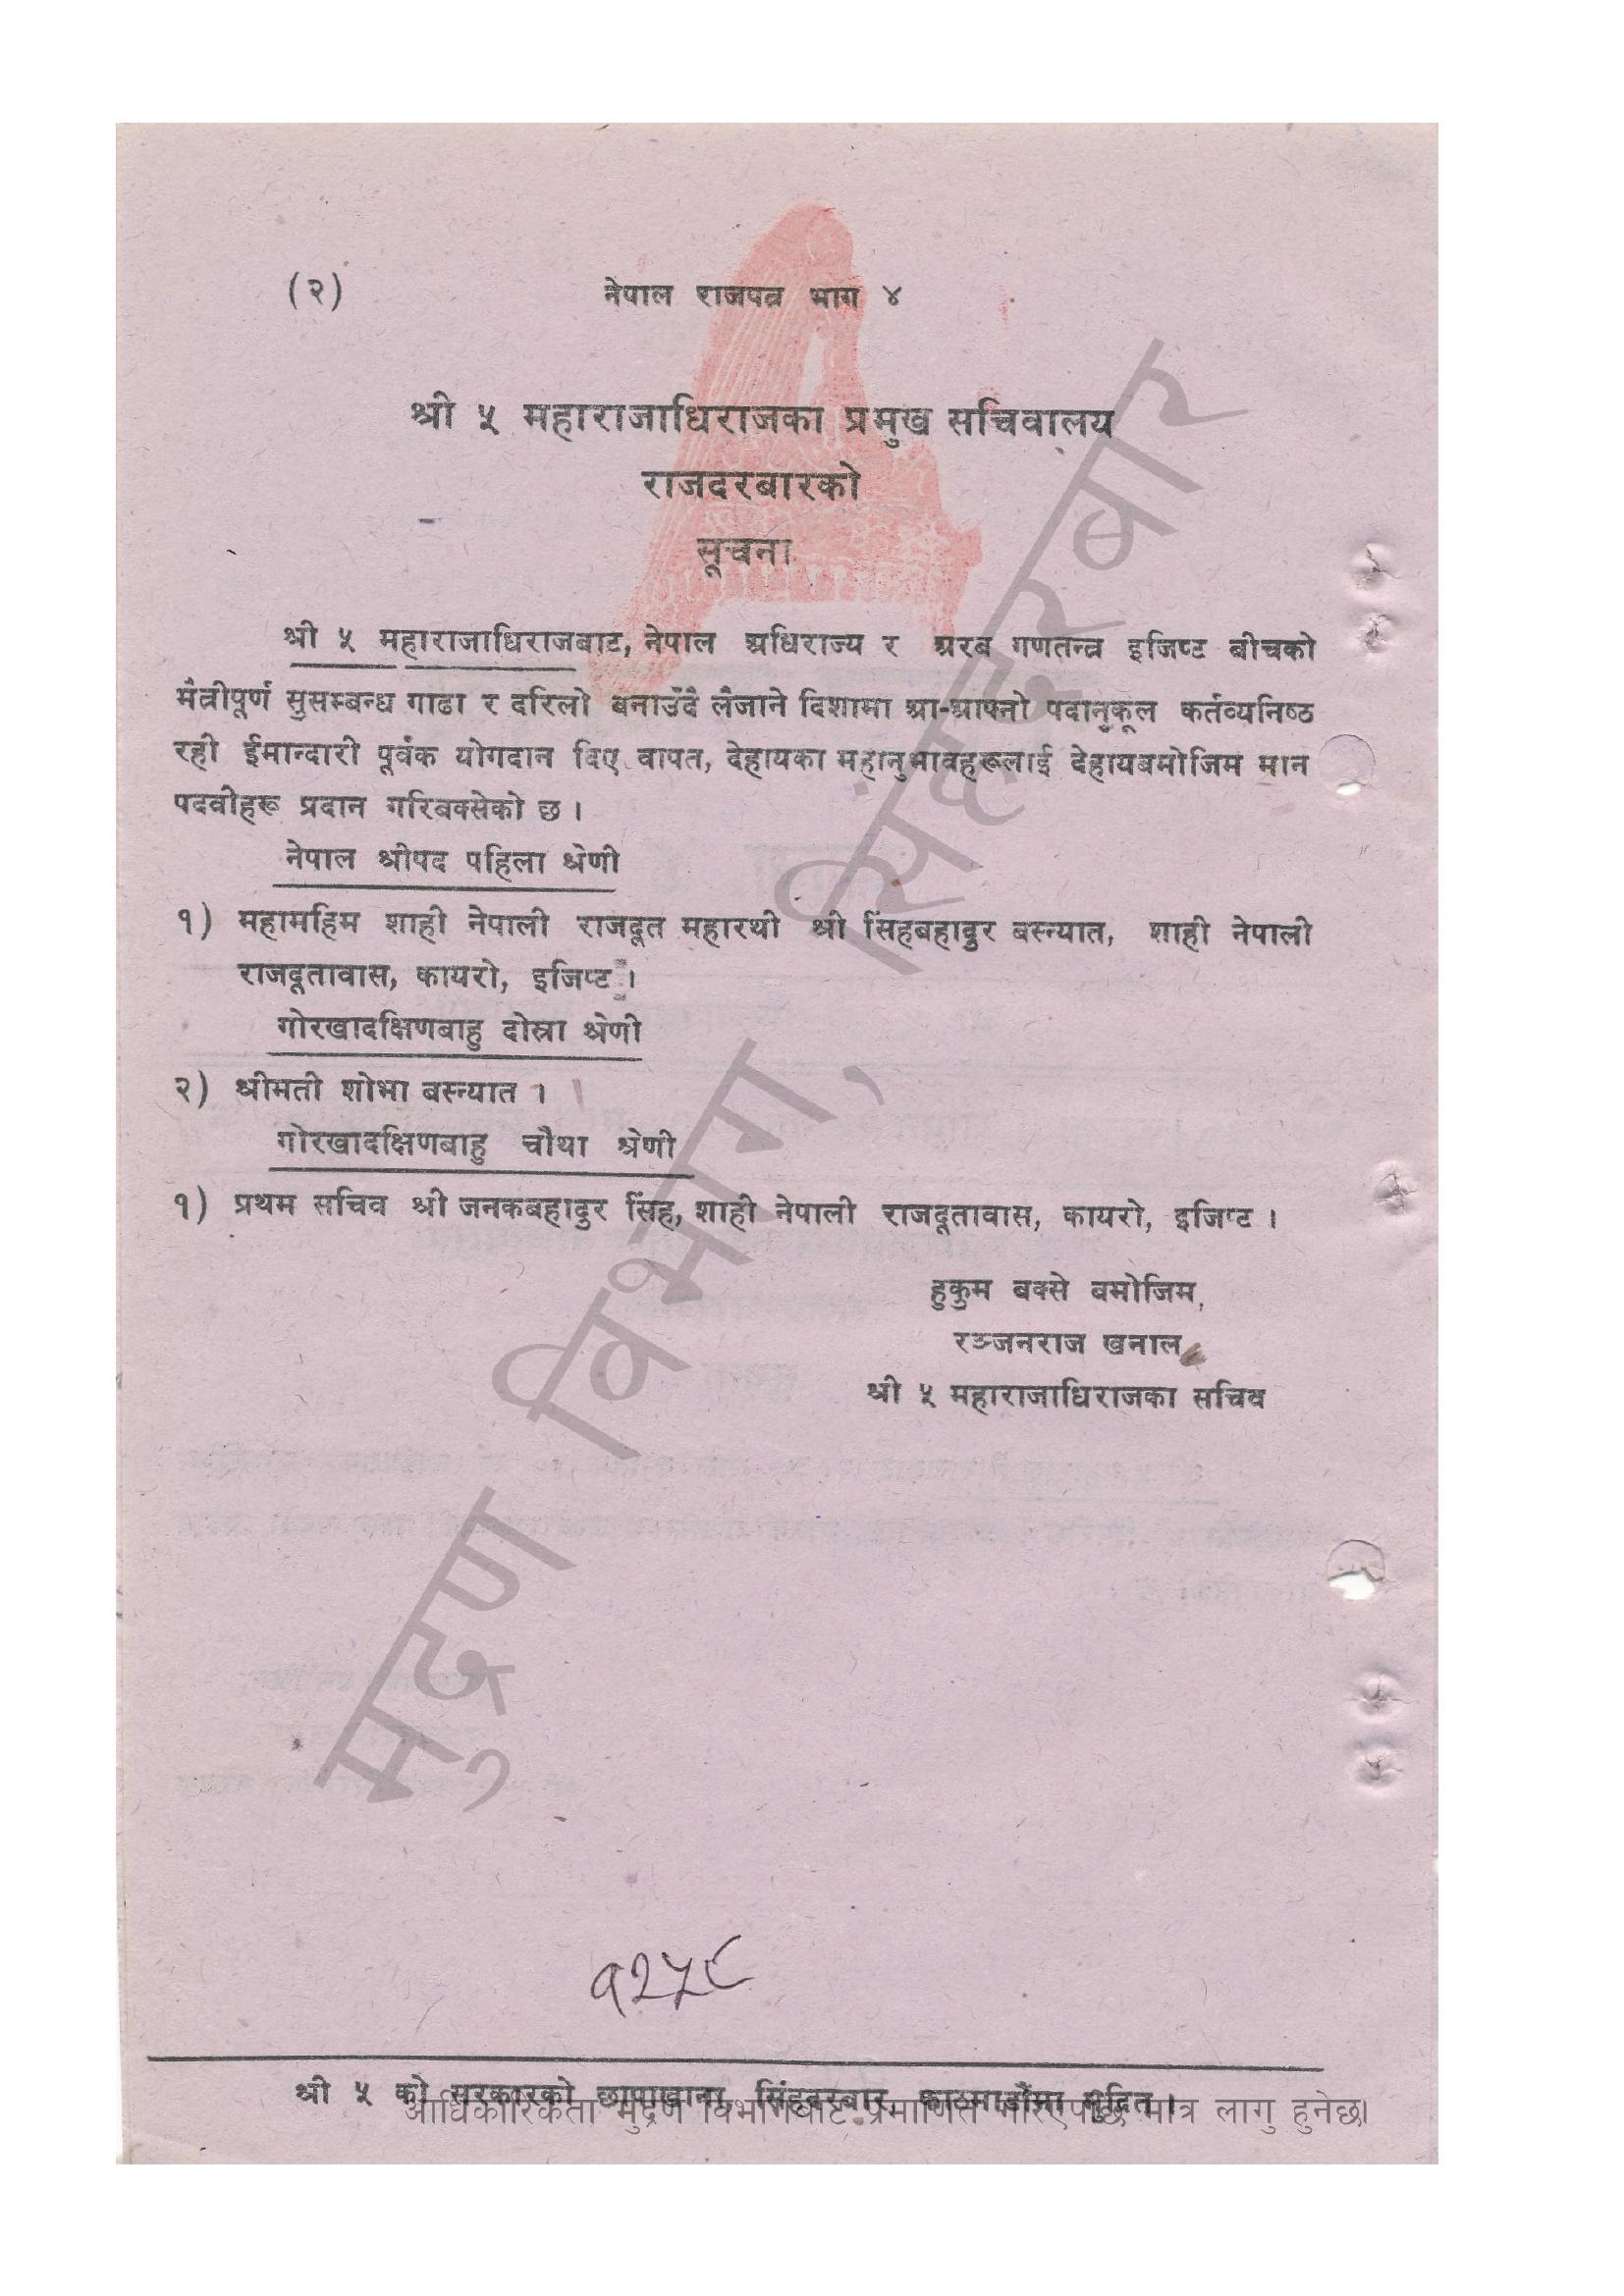 (२) नेपाल राजपत्र भाग ४
श्री ५ महाराजाधिराजका प्रमुख सचिवालय
राजदरबारको
सूचना
श्री ५ महाराजाधिराजबाट, नेपाल अधिराज्य र अरब गणतन्त्र इजिप्ट बीचको
मैत्रीपूर्ण सुसम्बन्ध गाढा र दरिलो बनाउँदै लैजाने दिशामा आ-आफ्नो पदानुकूल कर्तव्यनिष्ठ
रही ईमान्दारी पूर्वक योगदान दिए वापत, देहायका महानुभावहरूलाई देहायबमोजिम मान
पदवीहरू प्रदान गरिबक्सेको छ ।
नेपाल श्रीपद पहिला श्रेणी
१) महामहिम शाही नेपाली राजदूत महारथी श्री सिंहबहादुर बस्न्यात, शाही नेपाली
राजदूतावास, कायरो, इजिप्ट ।
गोरखादक्षिणबाहु दोस्रा श्रेणी
२) श्रीमती शोभा बस्न्यात ।
गोरखादक्षिणबाहु चौथा श्रेणी
१) प्रथम सचिव श्री जनकबहादुर सिंह, शाही नेपाली राजदूतावास, कायरो, इजिप्ट ।
हुकुम बक्से बमोजिम,
रञ्जनराज खनाल
श्री ५ महाराजाधिराजका सचिव
मुद्रण विभाग, सिंहदरबार
१२५८
श्री ५ को सरकारको छापाखाना, सिंहदरबार, काठमाडौंमा मुद्रित ।
आधिकारिकता मुद्रण विभागबाट प्रमाणित गरिएपछि मात्र लागु हुनेछ।